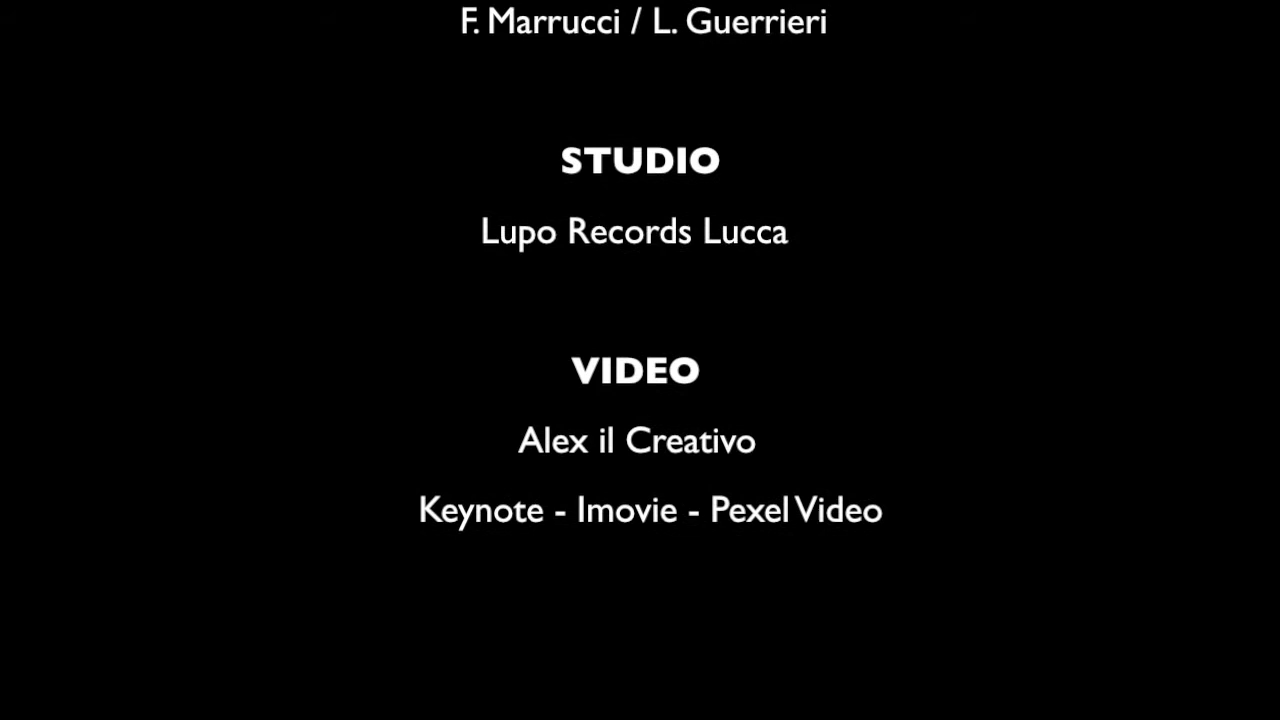 F. Marrucci / L. Guerrieri
STUDIO
Lupo Records Lucca
VIDEO
Alex il Creativo
Keynote - Imovie - Pexel Video